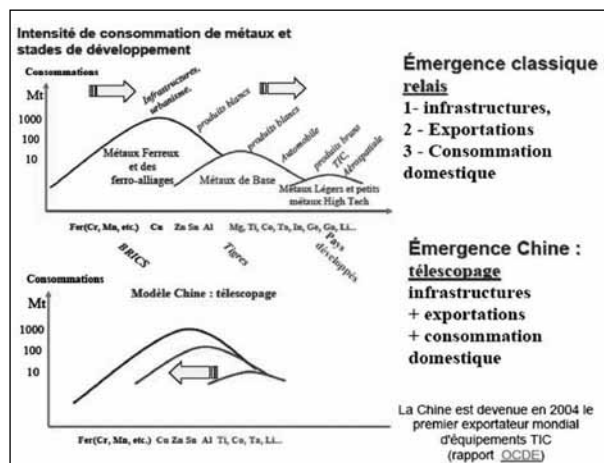 Intensité de consommation de métaux et
stades de développement
Consommations
Mt
1000
100
10
Infrastructures,
urbanisme.
produits blancs
produits blancs
Automobile
produits bruns
TIC,
Aérospatiale
Métaux Ferreux
et des
ferro-alliages
Métaux de Base
Métaux Légers et petits
métaux High Tech
Fer(Cr, Mn, etc.) Cu Zn Sn Al Mg, Ti, Co, Ta, In, Ge, Ga, Li...
BRICS
Tigres
Pays
développés
Émergence classique :
relais
1- infrastructures,
2 - Exportations
3 - Consommation
domestique
Consommations
Mt
1000
100
10
Modèle Chine : télescopage
Fer(Cr, Mn, etc.) Cu Zn Sn Al Ti, Co, Ta, Li...
Émergence Chine :
télescopage
infrastructures
+ exportations
+ consommation
domestique
La Chine est devenue en 2004 le
premier exportateur mondial
d'équipements TIC
(rapport OCDE)